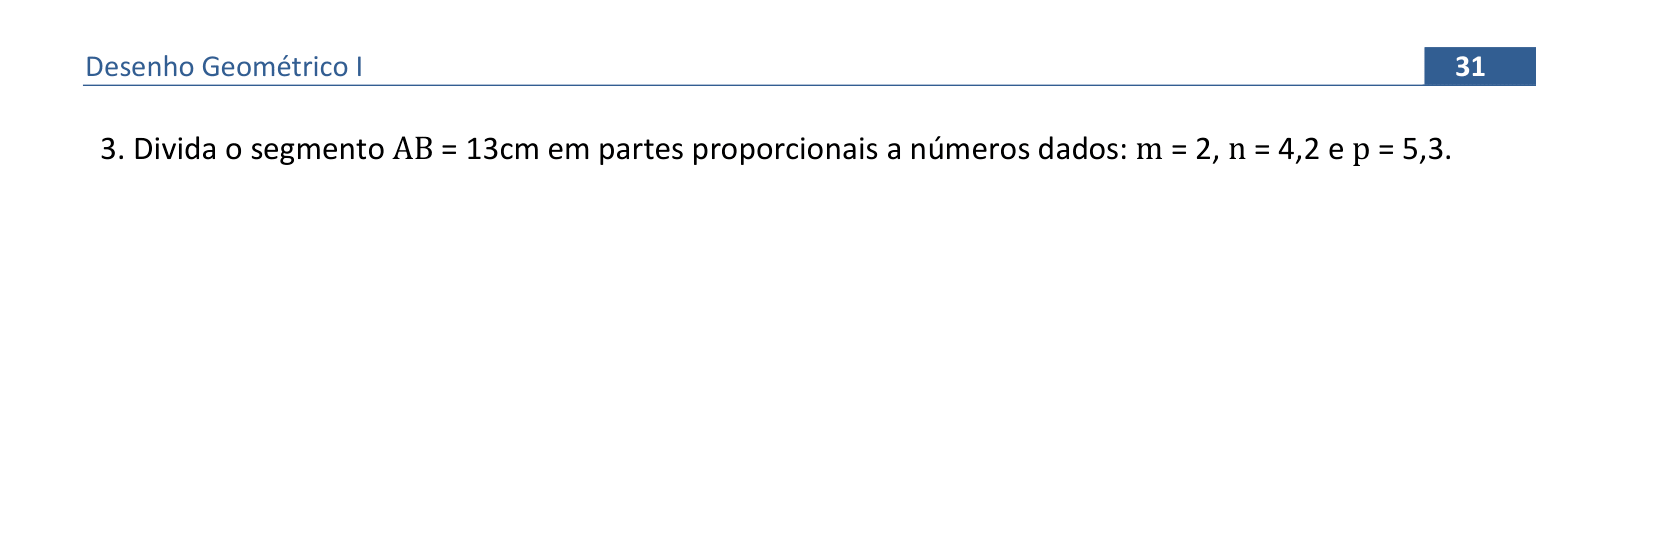 Desenho Geométrico I 31
3. Divida o segmento AB = 13cm em partes proporcionais a números dados: m = 2, n = 4,2 e p = 5,3.